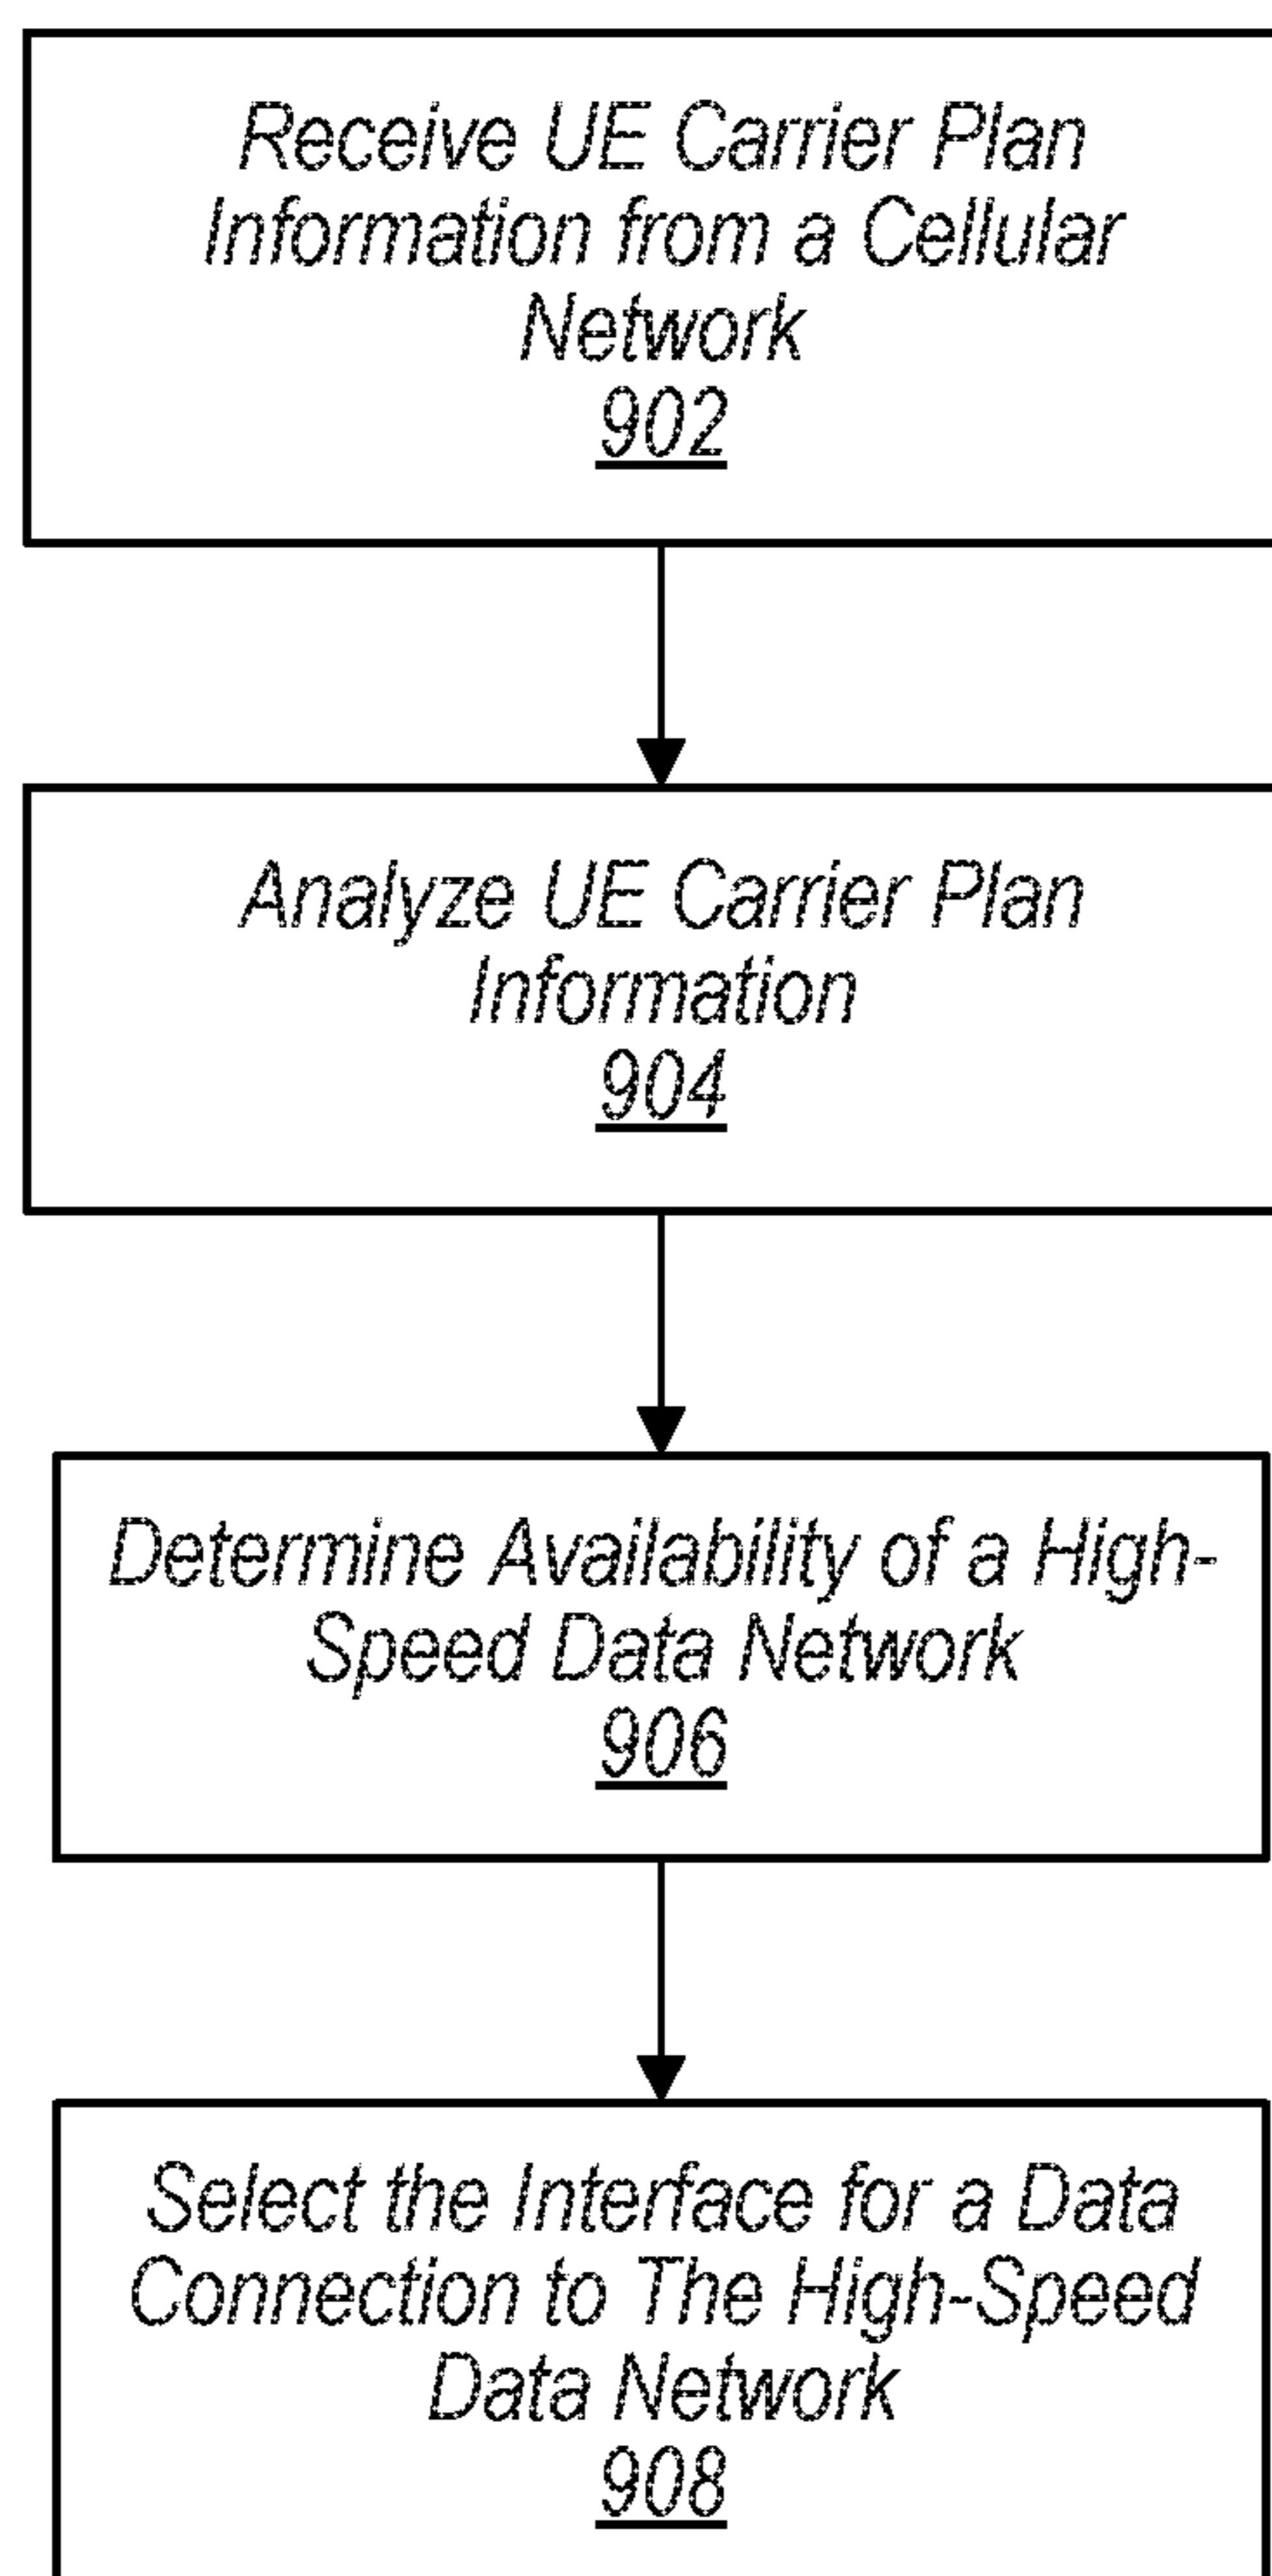 Receive UE Carrier Plan
Information from a Cellular
Network
902
Analyze UE Carrier Plan
Information
904
Determine Availability of a High-
Speed Data Network
906
Select the Interface for a Data
Connection to The High-Speed
Data Network
908